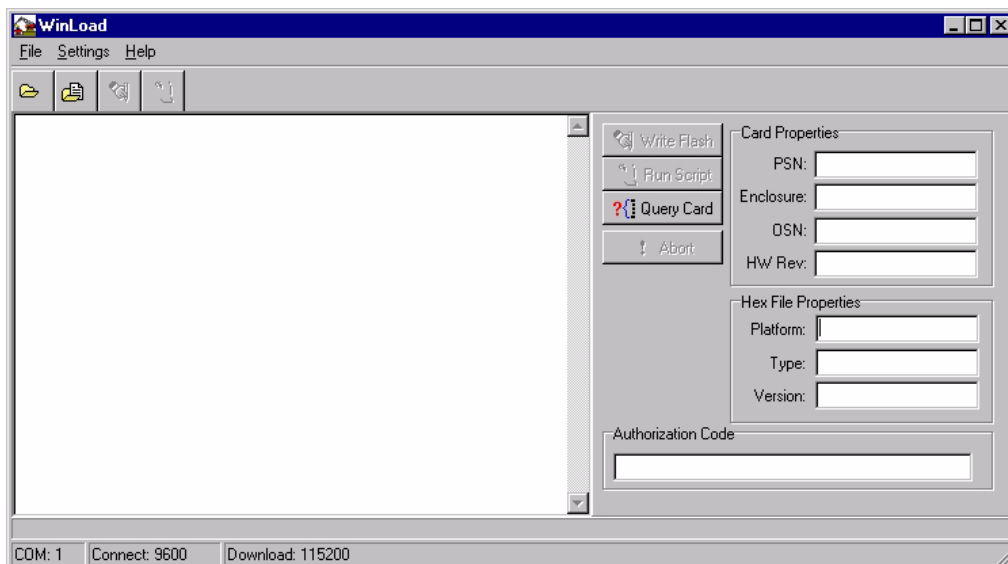 WinLoad
File Settings Help
Write Flash
Run Script
Query Card
Abort
Card Properties
PSN:
Enclosure:
OSN:
HW Rev:
Hex File Properties
Platform:
Type:
Version:
Authorization Code
COM: 1 Connect: 9600 Download: 115200